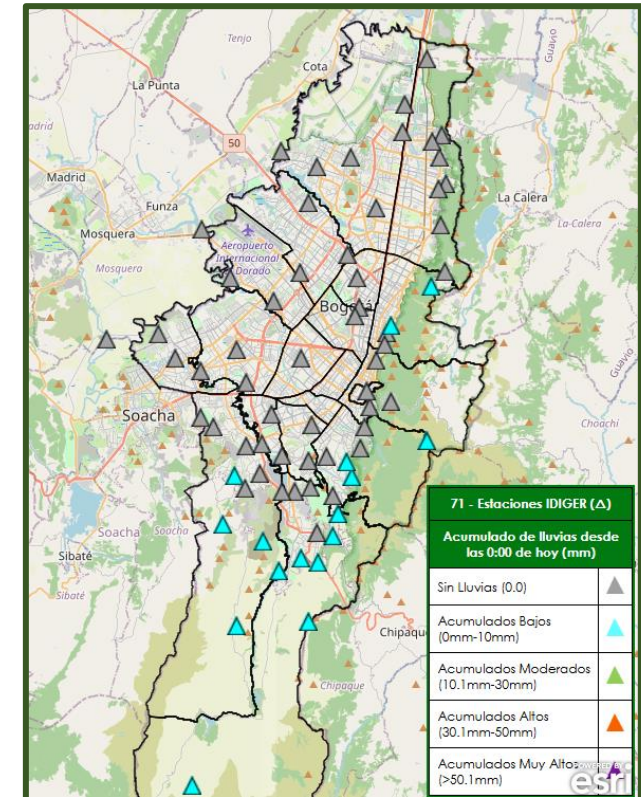 Tenjo
Guavio
Cota
La Punta
50
Madrid
Funza
La Calera
La-Calera
Mosquera
Aeropuerto
Internacional
Dorado
Mosquera
Bogotá
Soacha
Choachí
Soacha
Soacha
Sibaté
Sibaté
Chipaque
Chipaque
71 - Estaciones IDIGER (Δ)
Acumulado de lluvias desde
las 0:00 de hoy (mm)
Sin Lluvias (0.0)
Acumulados Bajos
(0mm-10mm)
Acumulados Moderados
(10.1mm-30mm)
Acumulados Altos
(30.1mm-50mm)
Acumulados Muy Altos
(>50.1mm)
POWERED BY
esri